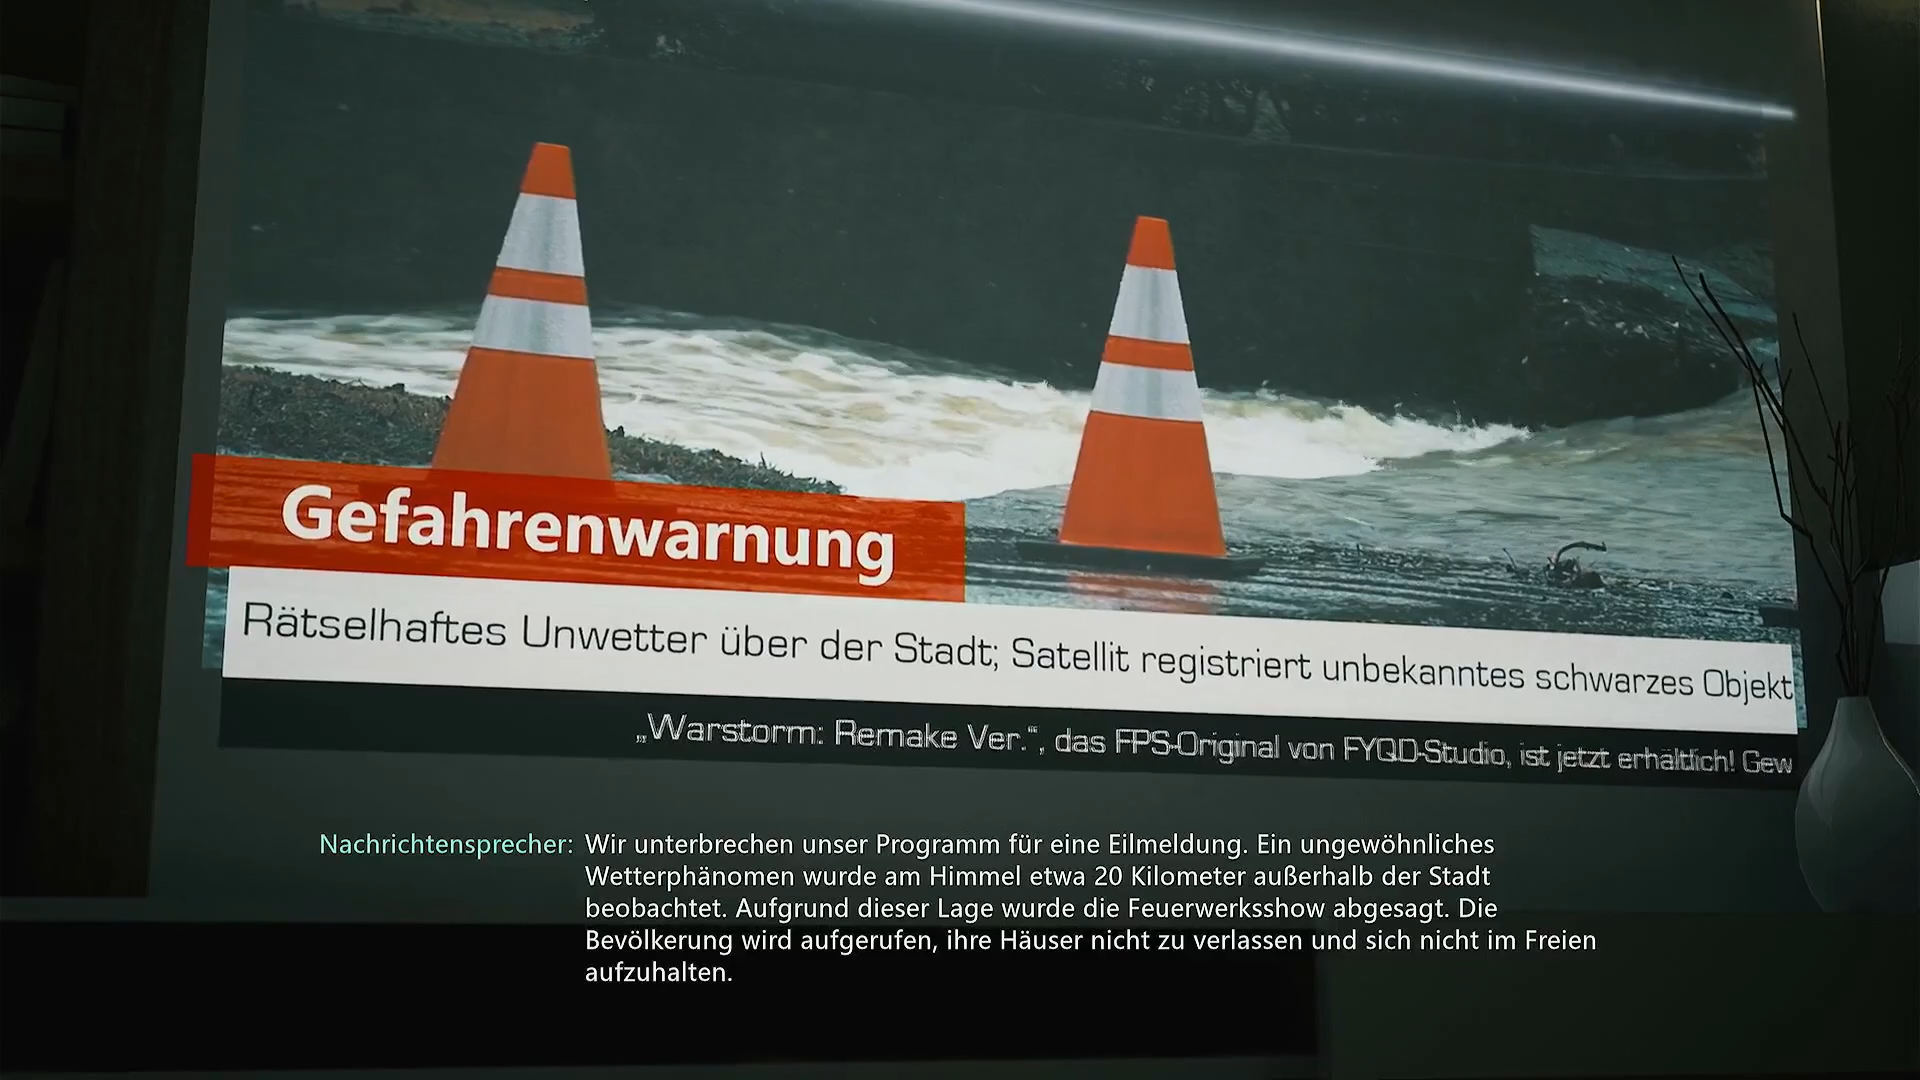 Gefahrenwarnung
Rätselhaftes Unwetter über der Stadt; Satellit registriert unbekanntes schwarzes Objekt
„Warstorm: Remake Ver.“, das FPS-Original von FYQD-Studio, ist jetzt erhältlich! Gew
Nachrichtensprecher: Wir unterbrechen unser Programm für eine Eilmeldung. Ein ungewöhnliches
Wetterphänomen wurde am Himmel etwa 20 Kilometer außerhalb der Stadt
beobachtet. Aufgrund dieser Lage wurde die Feuerwerksshow abgesagt. Die
Bevölkerung wird aufgerufen, ihre Häuser nicht zu verlassen und sich nicht im Freien
aufzuhalten.